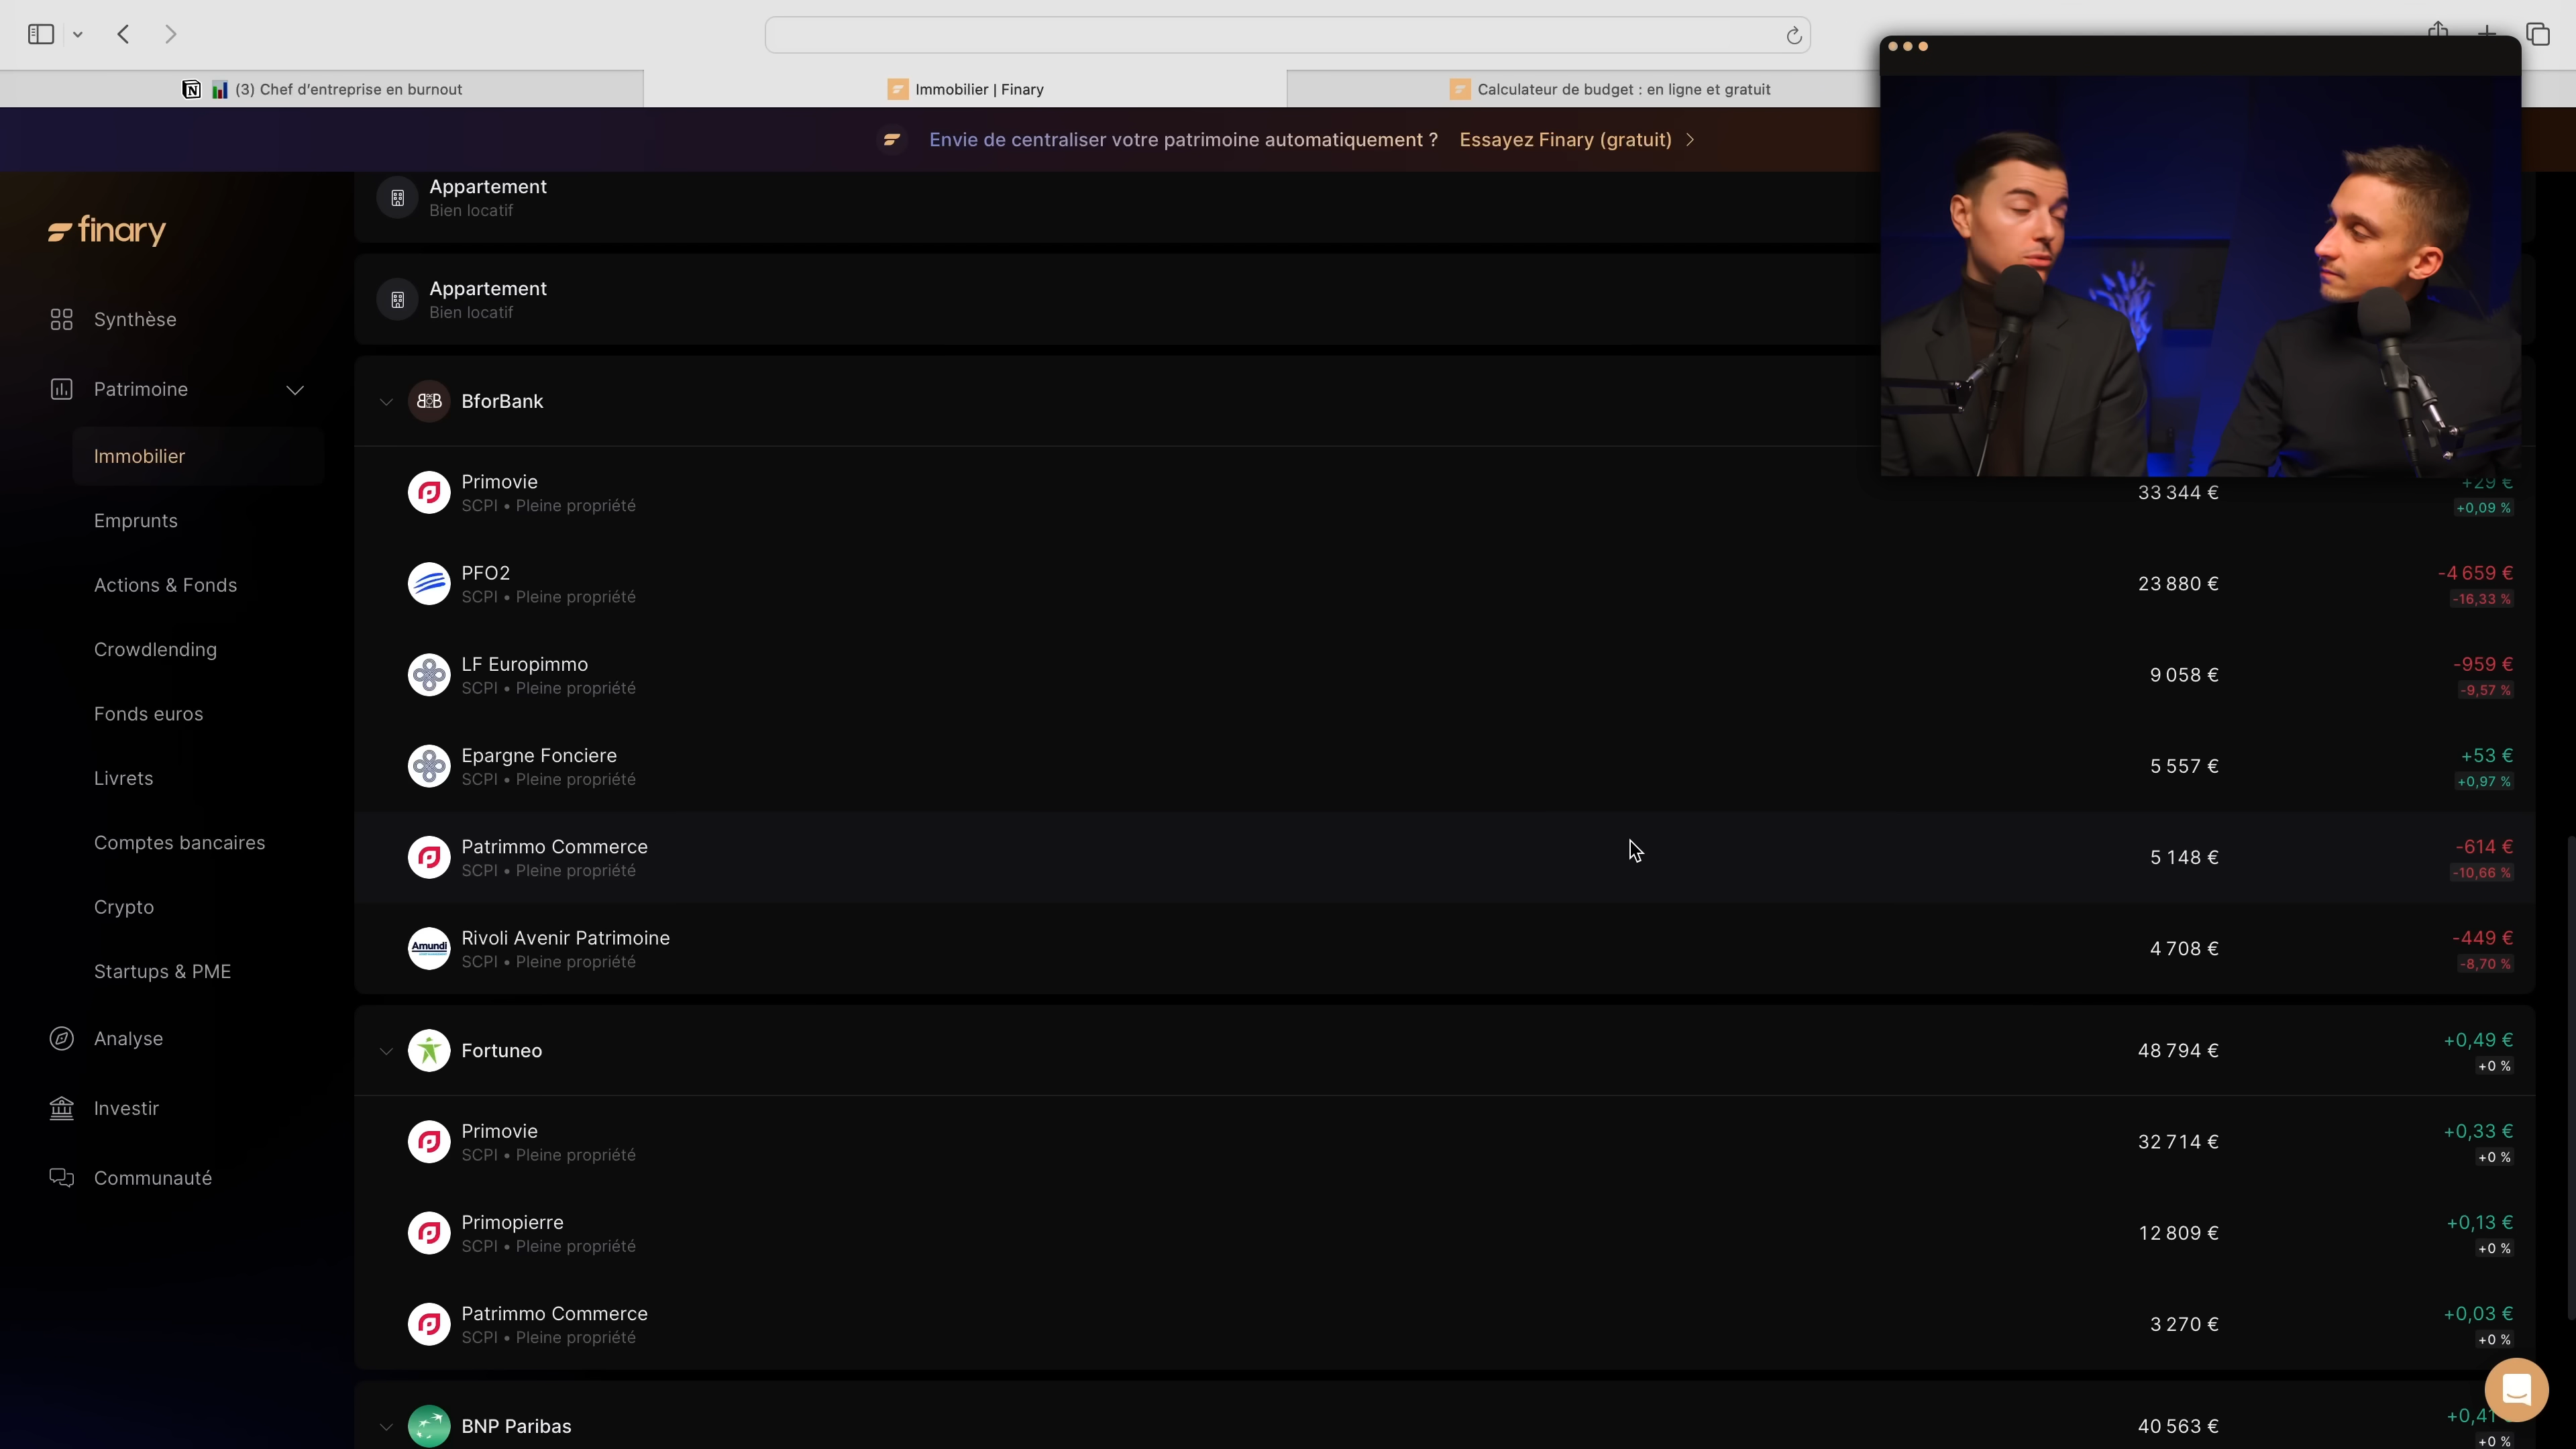 (3) Chef d'entreprise en burnout
Immobilier | Finary
Calculateur de budget : en ligne et gratuit
Envie de centraliser votre patrimoine automatiquement ? Essayez Finary (gratuit)
finary
Synthèse
Patrimoine
Immobilier
Emprunts
Actions & Fonds
Crowdlending
Fonds euros
Livrets
Comptes bancaires
Crypto
Startups & PME
Analyse
Investir
Communauté
Appartement
Bien locatif
Appartement
Bien locatif
BforBank
Primovie
SCPI • Pleine propriété
33 344 €
+29 €
+0,09 %
PFO2
SCPI • Pleine propriété
23 880 €
-4 659 €
-16,33 %
LF Europimmo
SCPI • Pleine propriété
9 058 €
-959 €
-9,57 %
Epargne Fonciere
SCPI • Pleine propriété
5 557 €
+53 €
+0,97 %
Patrimmo Commerce
SCPI • Pleine propriété
5 148 €
-614 €
-10,66 %
Amundi
Rivoli Avenir Patrimoine
SCPI • Pleine propriété
4 708 €
-449 €
-8,70 %
Fortuneo
48 794 €
+0,49 €
+0 %
Primovie
SCPI • Pleine propriété
32 714 €
+0,33 €
+0 %
Primopierre
SCPI • Pleine propriété
12 809 €
+0,13 €
+0 %
Patrimmo Commerce
SCPI • Pleine propriété
3 270 €
+0,03 €
+0 %
BNP Paribas
40 563 €
+0 %